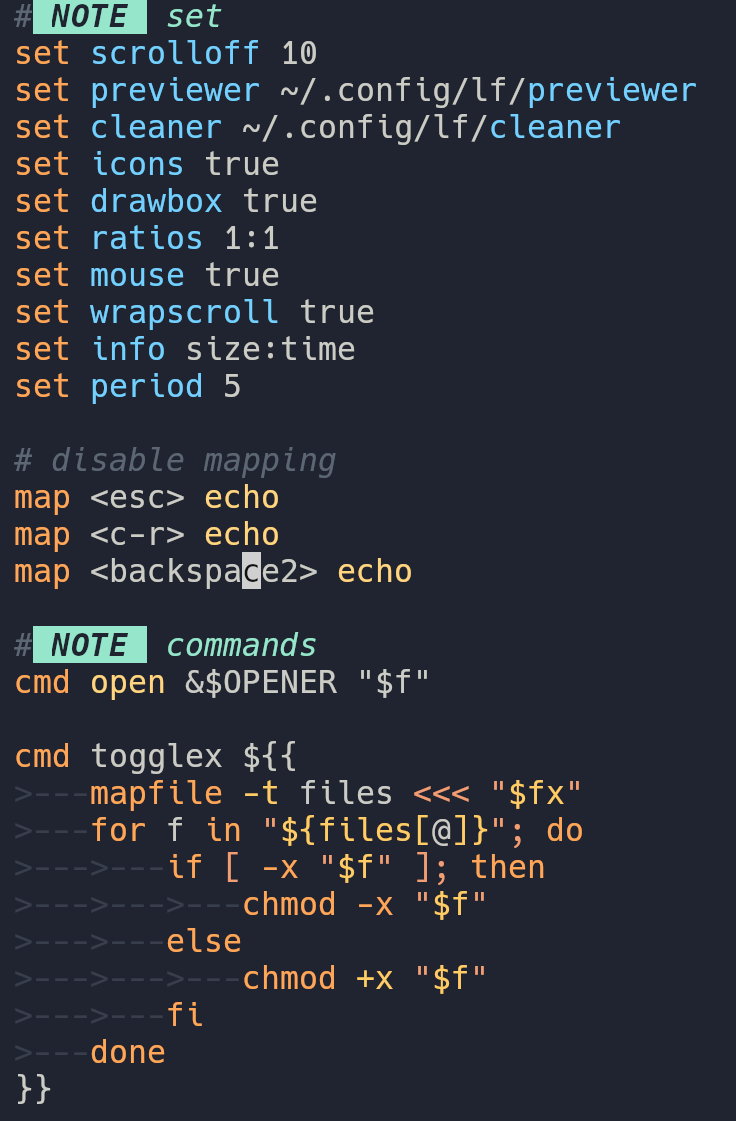 # NOTE set
set scrolloff 10
set previewer ~/.config/lf/previewer
set cleaner ~/.config/lf/cleaner
set icons true
set drawbox true
set ratios 1:1
set mouse true
set wrapscroll true
set info size:time
set period 5

# disable mapping
map <esc> echo
map <c-r> echo
map <backspace2> echo

# NOTE commands
cmd open &$OPENER "$f"

cmd togglex ${{
>---mapfile -t files <<< "$fx"
>---for f in "${files[@]}"; do
>--->---if [ -x "$f" ]; then
>--->--->---chmod -x "$f"
>--->---else
>--->--->---chmod +x "$f"
>--->---fi
>---done
}}